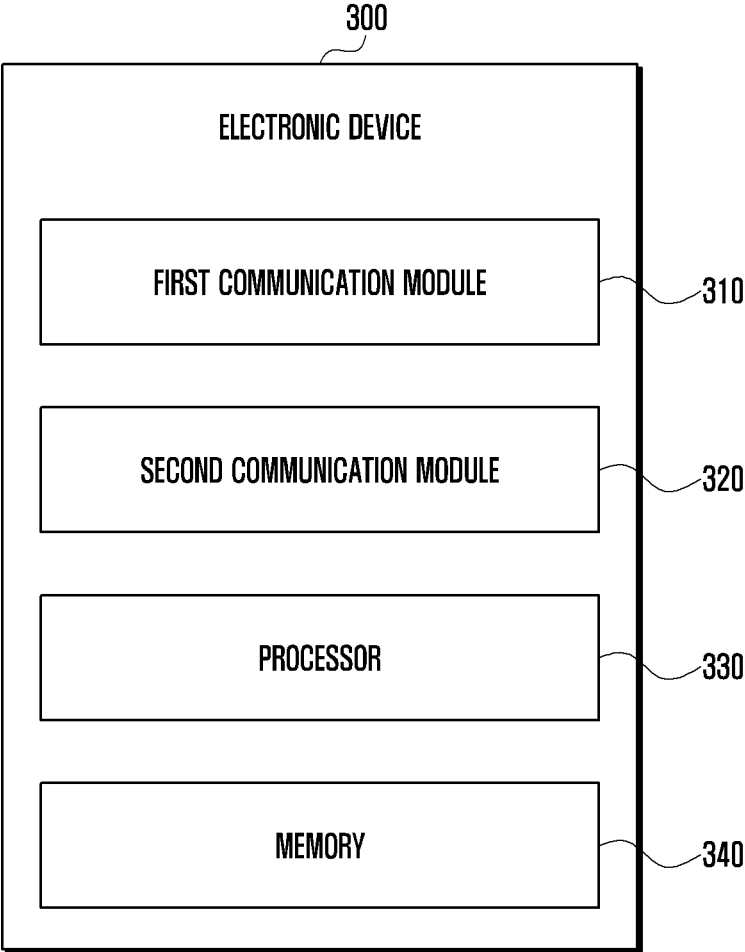 300
ELECTRONIC DEVICE
FIRST COMMUNICATION MODULE
310
SECOND COMMUNICATION MODULE
320
PROCESSOR
330
MEMORY
340